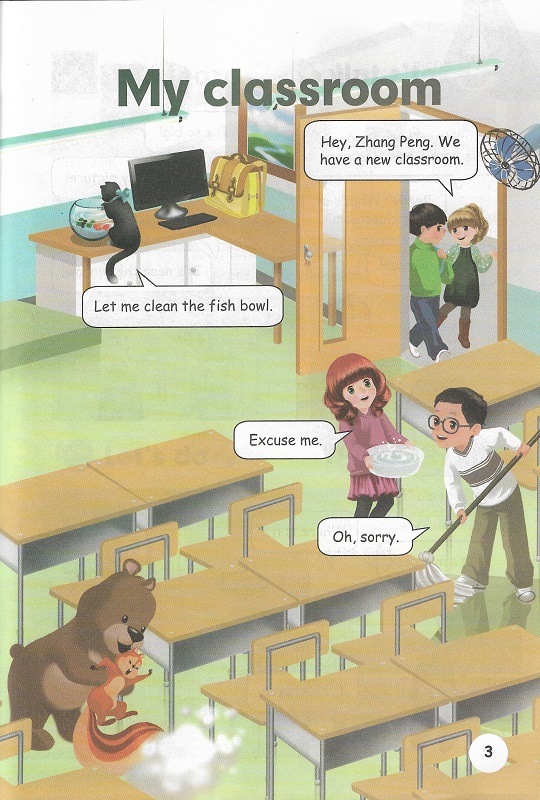 My classroom
Hey, Zhang Peng. We
have a new classroom.
Let me clean the fish bowl.
Excuse me.
Oh, sorry.
3